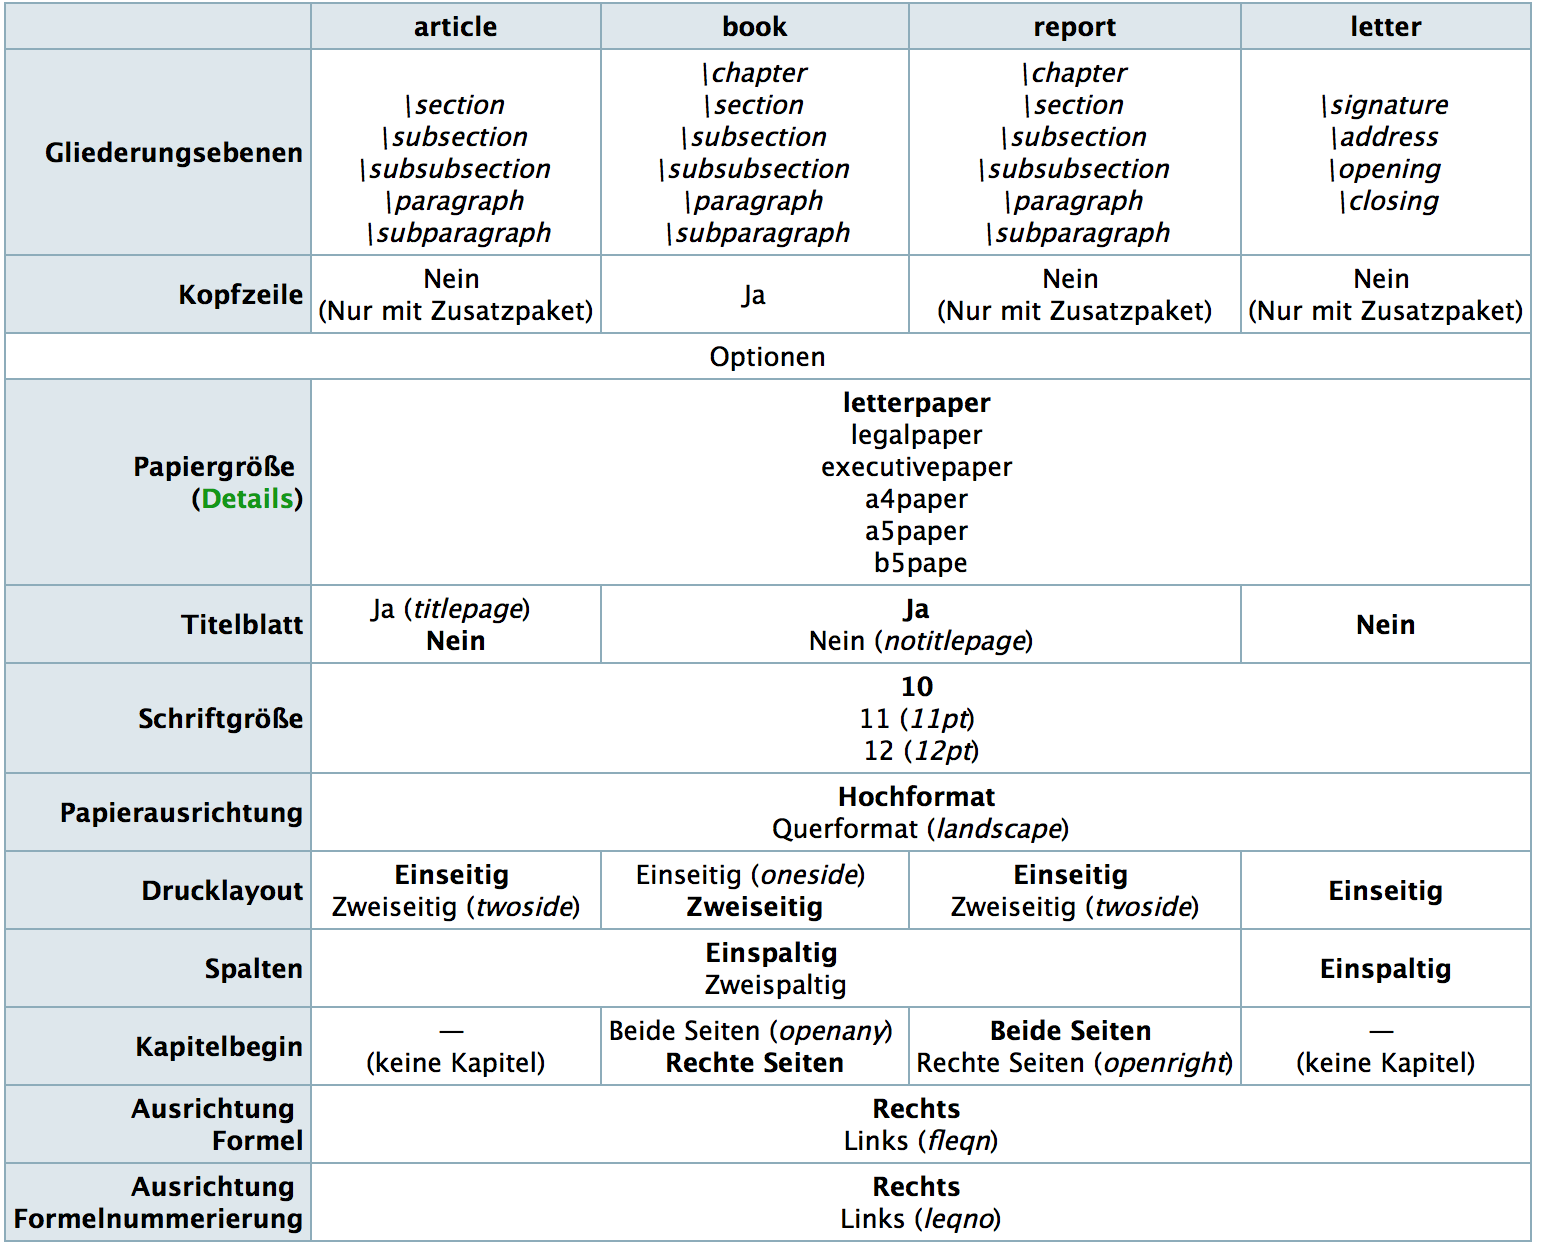 article book report letter
Gliederungsebenen
\section
\subsection
\subsubsection
\paragraph
\subparagraph
\chapter
\section
\subsection
\subsubsection
\paragraph
\subparagraph
\chapter
\section
\subsection
\subsubsection
\paragraph
\subparagraph
\signature
\address
\opening
\closing
Kopfzeile
Nein
(Nur mit Zusatzpaket)
Ja
Nein
(Nur mit Zusatzpaket)
Nein
(Nur mit Zusatzpaket)
Optionen
Papiergröße
(Details)
letterpaper
legalpaper
executivepaper
a4paper
a5paper
b5pape
Titelblatt
Ja (titlepage)
Nein
Ja
Nein (notitlepage)
Nein
Schriftgröße
10
11 (11pt)
12 (12pt)
Papierausrichtung
Hochformat
Querformat (landscape)
Drucklayout
Einseitig
Zweiseitig (twoside)
Einseitig (oneside)
Zweiseitig
Einseitig
Zweiseitig (twoside)
Einseitig
Spalten
Einspaltig
Zweispaltig
Einspaltig
Kapitelbegin
—
(keine Kapitel)
Beide Seiten (openany)
Rechte Seiten
Beide Seiten
Rechte Seiten (openright)
—
(keine Kapitel)
Ausrichtung
Formel
Rechts
Links (fleqn)
Ausrichtung
Formelnummerierung
Rechts
Links (leqno)